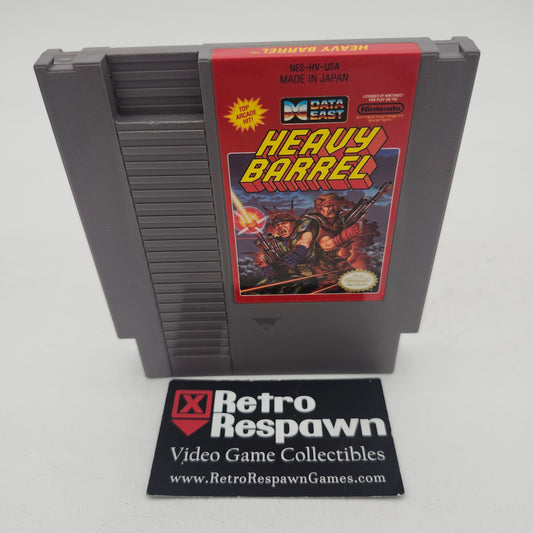 HEAVY BARREL™
NES-HV-USA
MADE IN JAPAN
TOP
ARCADE
HIT!
DATA
EAST
LICENSED BY NINTENDO
FOR PLAY ON THE
Nintendo
ENTERTAINMENT
SYSTEM
HEAVY
BARREL
X Retro
Respawn
Video Game Collectibles
www.RetroRespawnGames.com